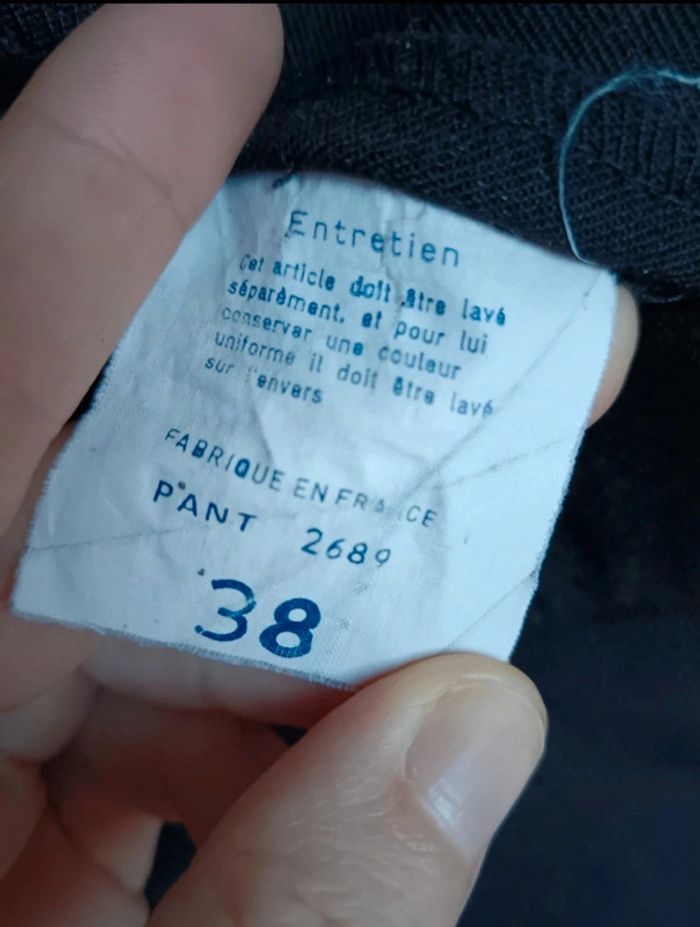 Entretien
Cet article doit être lavé
séparément, et pour lui
conserver une couleur
uniforme il doit être lavé
sur l'envers
FABRIQUE EN FRANCE
PANT 2689
38